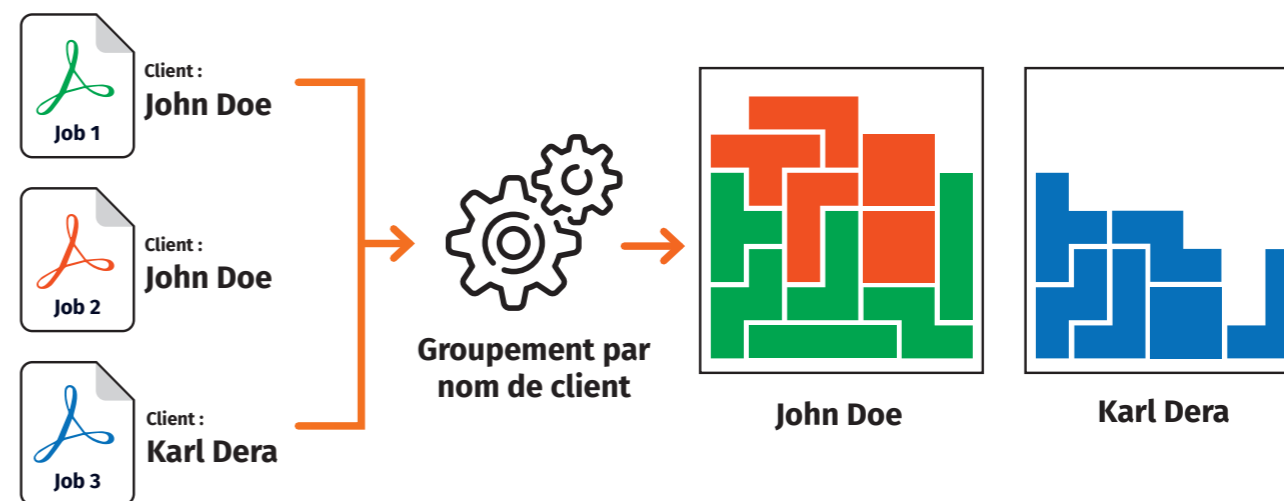 Client :
John Doe
Job 1
Client :
John Doe
Job 2
Client :
Karl Dera
Job 3
Groupement par
nom de client
John Doe
Karl Dera